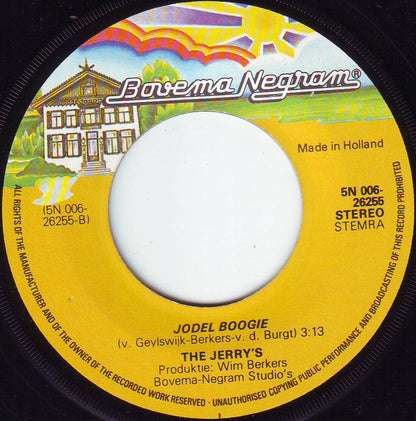 Bovema Negram®
Made in Holland
(5N 006-
26255-B)
5N 006-
26255
STEREO
STEMRA
JODEL BOOGIE
(v. Geylswijk-Berkers-v. d. Burgt) 3:13
THE JERRY'S
Produktie: Wim Berkers
Bovema-Negram Studio's
ALL RIGHTS OF THE MANUFACTURER AND OF THE OWNER OF THE RECORDED WORK RESERVED · UNAUTHORISED COPYING PUBLIC PERFORMANCE AND BROADCASTING OF THIS RECORD PROHIBITED